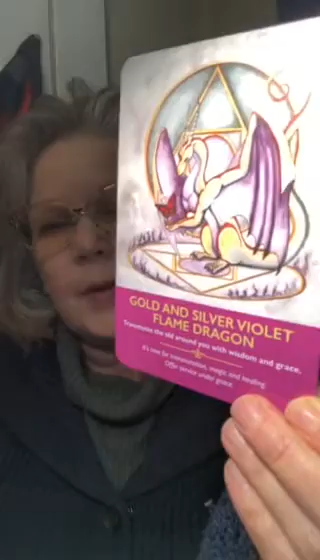 GOLD AND SILVER VIOLET
FLAME DRAGON
Transmute the old around you with wisdom and grace.
It's time for transmutation, magic and healing.
Offer service under grace.